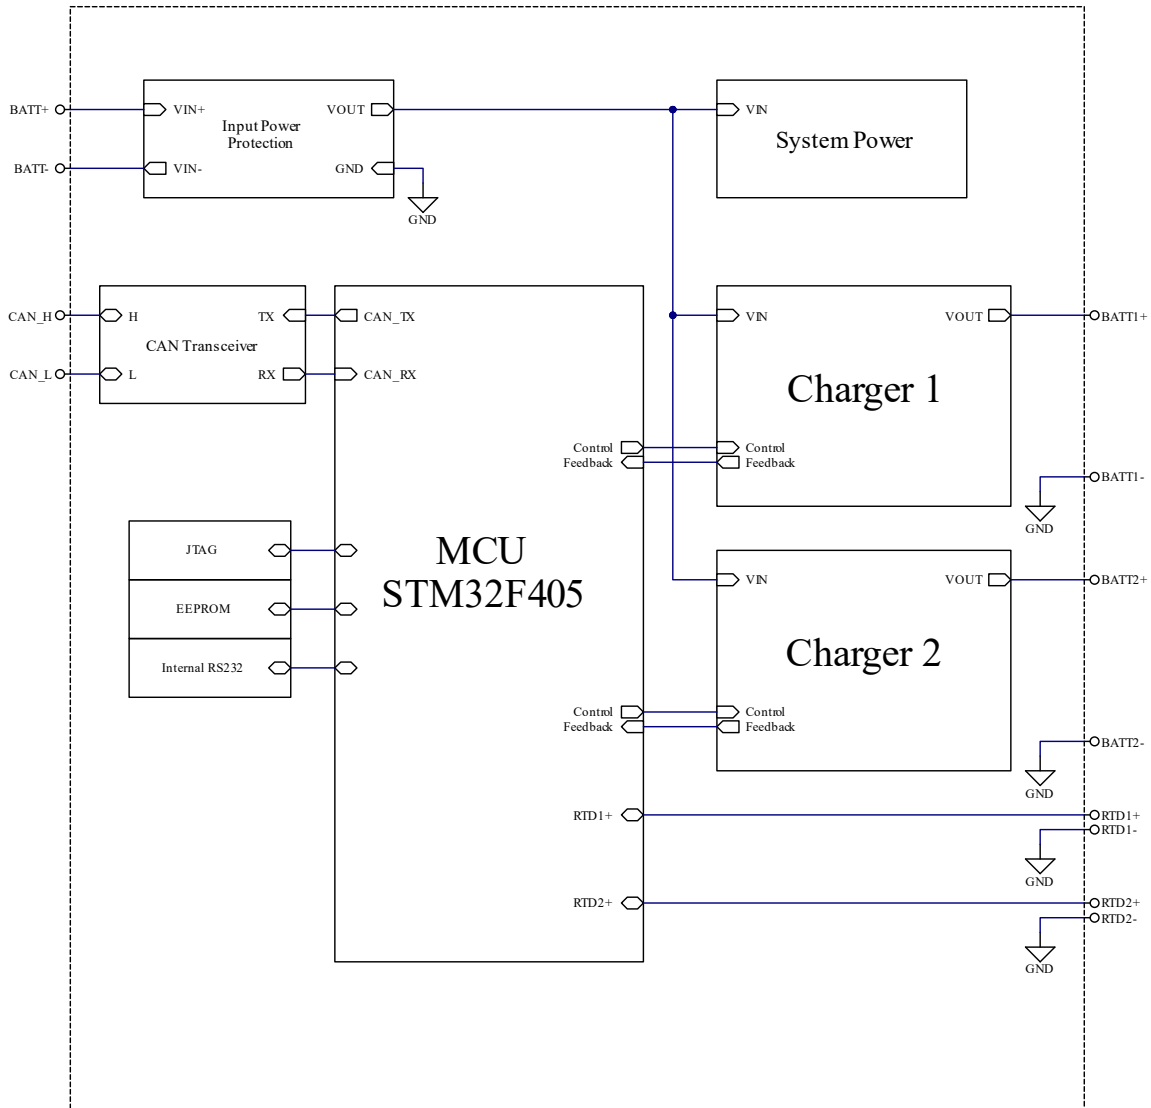 BATT+
VIN+
Input Power
Protection
VOUT
VIN
System Power
BATT-
VIN-
GND
GND
CAN_H
H
TX
CAN_TX
CAN Transceiver
CAN_L
L
RX
CAN_RX
VIN
VOUT
BATT1+
Charger 1
Control
Feedback
Control
Feedback
BATT1-
GND
JTAG
EEPROM
Internal RS232
MCU
STM32F405
VIN
VOUT
BATT2+
Charger 2
Control
Feedback
Control
Feedback
BATT2-
GND
RTD1+
RTD1+
RTD1-
GND
RTD2+
RTD2+
RTD2-
GND